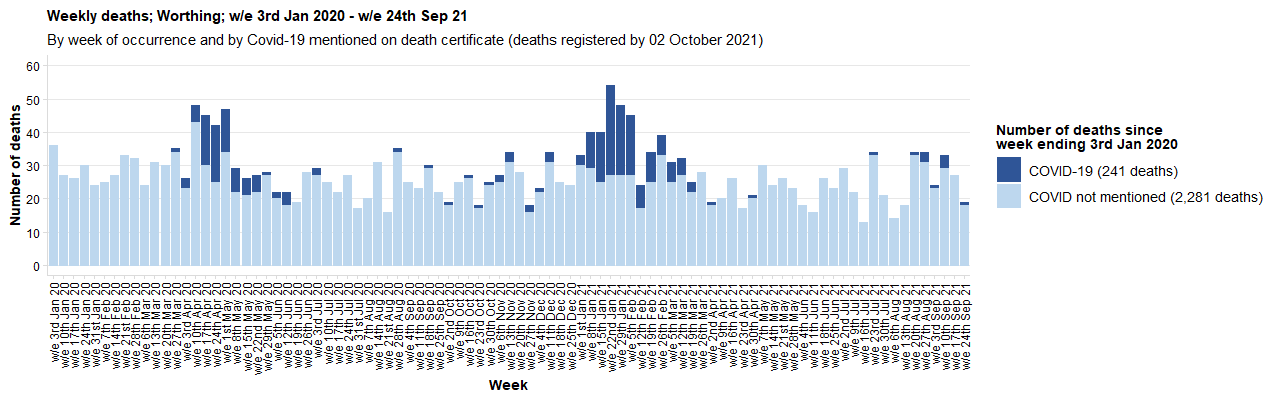 Weekly deaths; Worthing; w/e 3rd Jan 2020 - w/e 24th Sep 21
By week of occurrence and by Covid-19 mentioned on death certificate (deaths registered by 02 October 2021)
Number of deaths
60
50
40
30
20
10
0
w/e 3rd Jan 20
w/e 10th Jan 20
w/e 17th Jan 20
w/e 24th Jan 20
w/e 31st Jan 20
w/e 7th Feb 20
w/e 14th Feb 20
w/e 21st Feb 20
w/e 28th Feb 20
w/e 6th Mar 20
w/e 13th Mar 20
w/e 20th Mar 20
w/e 27th Mar 20
w/e 3rd Apr 20
w/e 10th Apr 20
w/e 17th Apr 20
w/e 24th Apr 20
w/e 1st May 20
w/e 8th May 20
w/e 15th May 20
w/e 22nd May 20
w/e 29th May 20
w/e 5th Jun 20
w/e 12th Jun 20
w/e 19th Jun 20
w/e 26th Jun 20
w/e 3rd Jul 20
w/e 10th Jul 20
w/e 17th Jul 20
w/e 24th Jul 20
w/e 31st Jul 20
w/e 7th Aug 20
w/e 14th Aug 20
w/e 21st Aug 20
w/e 28th Aug 20
w/e 4th Sep 20
w/e 11th Sep 20
w/e 18th Sep 20
w/e 25th Sep 20
w/e 2nd Oct 20
w/e 9th Oct 20
w/e 16th Oct 20
w/e 23rd Oct 20
w/e 30th Oct 20
w/e 6th Nov 20
w/e 13th Nov 20
w/e 20th Nov 20
w/e 27th Nov 20
w/e 4th Dec 20
w/e 11th Dec 20
w/e 18th Dec 20
w/e 25th Dec 20
w/e 1st Jan 21
w/e 8th Jan 21
w/e 15th Jan 21
w/e 22nd Jan 21
w/e 29th Jan 21
w/e 5th Feb 21
w/e 12th Feb 21
w/e 19th Feb 21
w/e 26th Feb 21
w/e 5th Mar 21
w/e 12th Mar 21
w/e 19th Mar 21
w/e 26th Mar 21
w/e 2nd Apr 21
w/e 9th Apr 21
w/e 16th Apr 21
w/e 23rd Apr 21
w/e 30th Apr 21
w/e 7th May 21
w/e 14th May 21
w/e 21st May 21
w/e 28th May 21
w/e 4th Jun 21
w/e 11th Jun 21
w/e 18th Jun 21
w/e 25th Jun 21
w/e 2nd Jul 21
w/e 9th Jul 21
w/e 16th Jul 21
w/e 23rd Jul 21
w/e 30th Jul 21
w/e 6th Aug 21
w/e 13th Aug 21
w/e 20th Aug 21
w/e 27th Aug 21
w/e 3rd Sep 21
w/e 10th Sep 21
w/e 17th Sep 21
w/e 24th Sep 21
Week
Number of deaths since
week ending 3rd Jan 2020
COVID-19 (241 deaths)
COVID not mentioned (2,281 deaths)